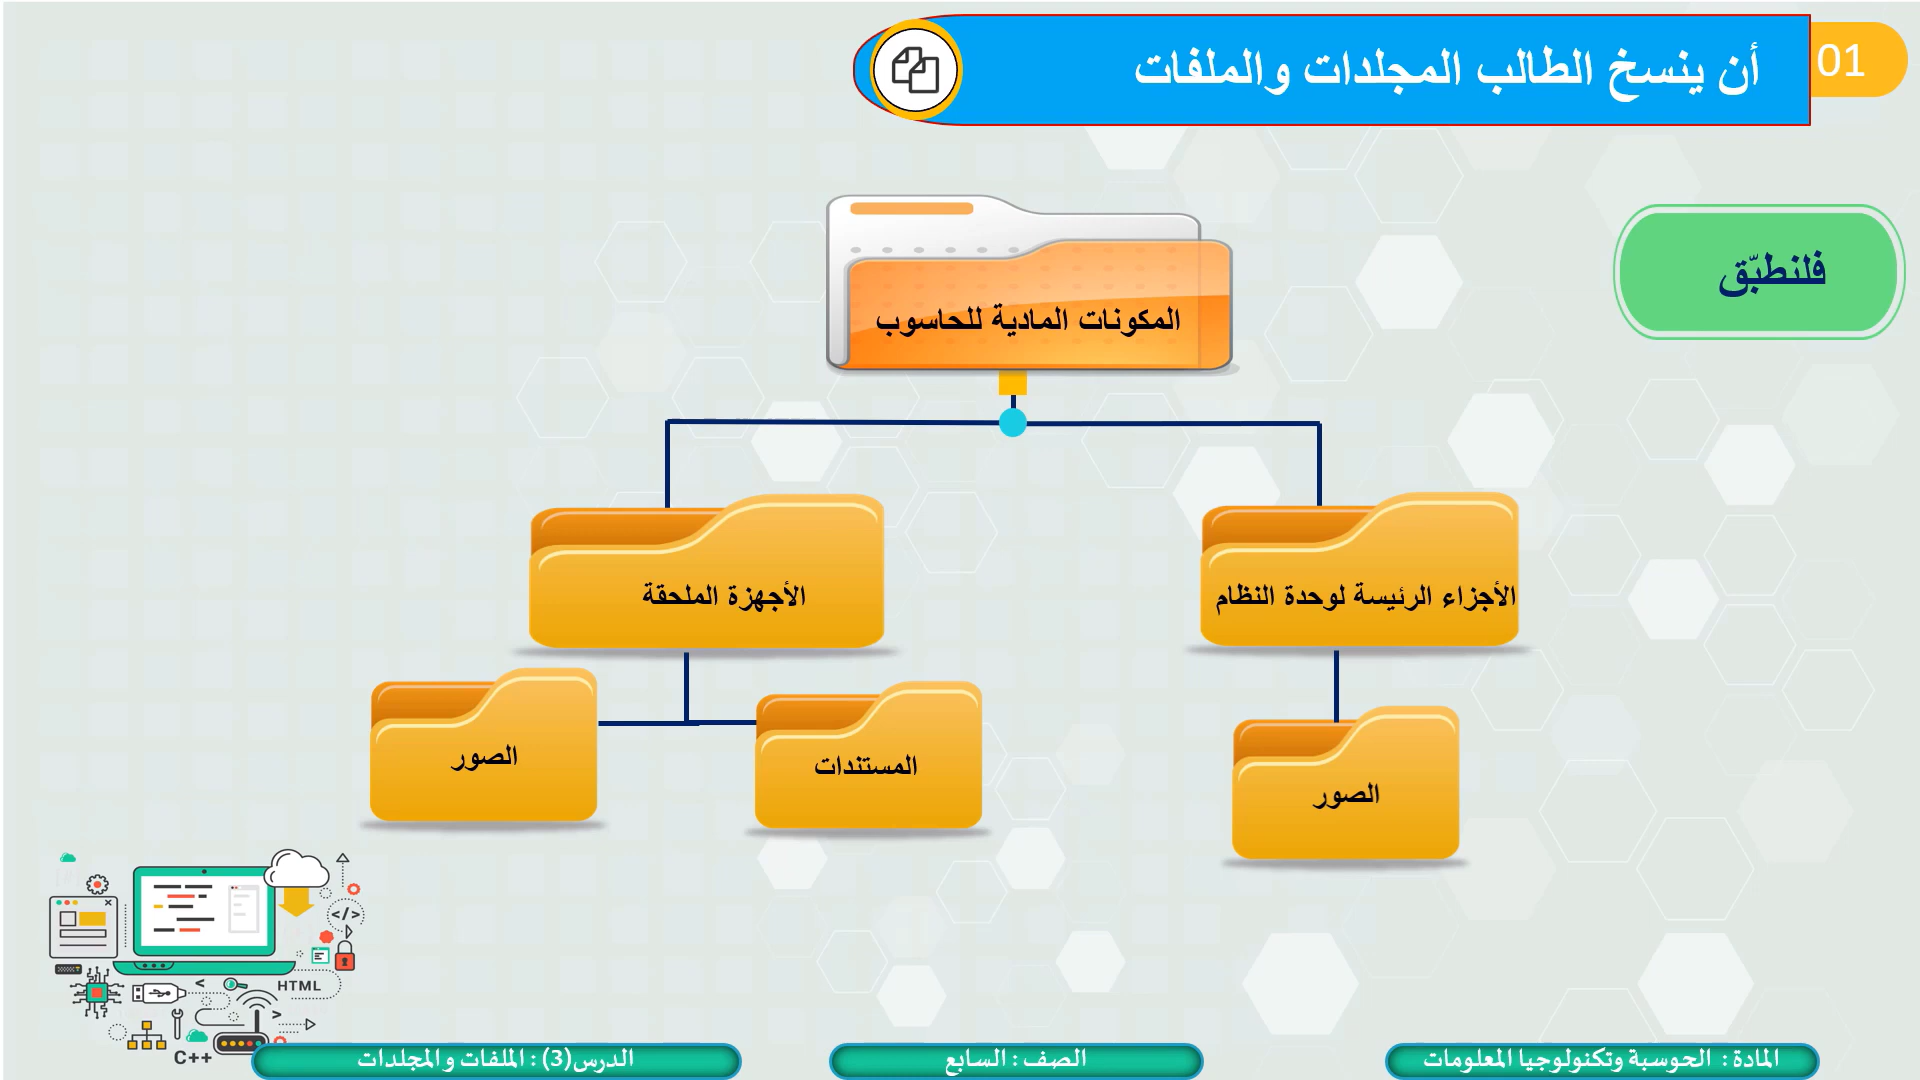 01
أن ينسخ الطالب المجلدات والملفات
فلنطبّق
المكونات المادية للحاسوب
الأجزاء الرئيسة لوحدة النظام
الأجهزة الملحقة
الصور
المستندات
الصور
</>
HTML
C++
المادة : الحوسبة وتكنولوجيا المعلومات
الصف : السابع
الدرس(3) : الملفات و المجلدات